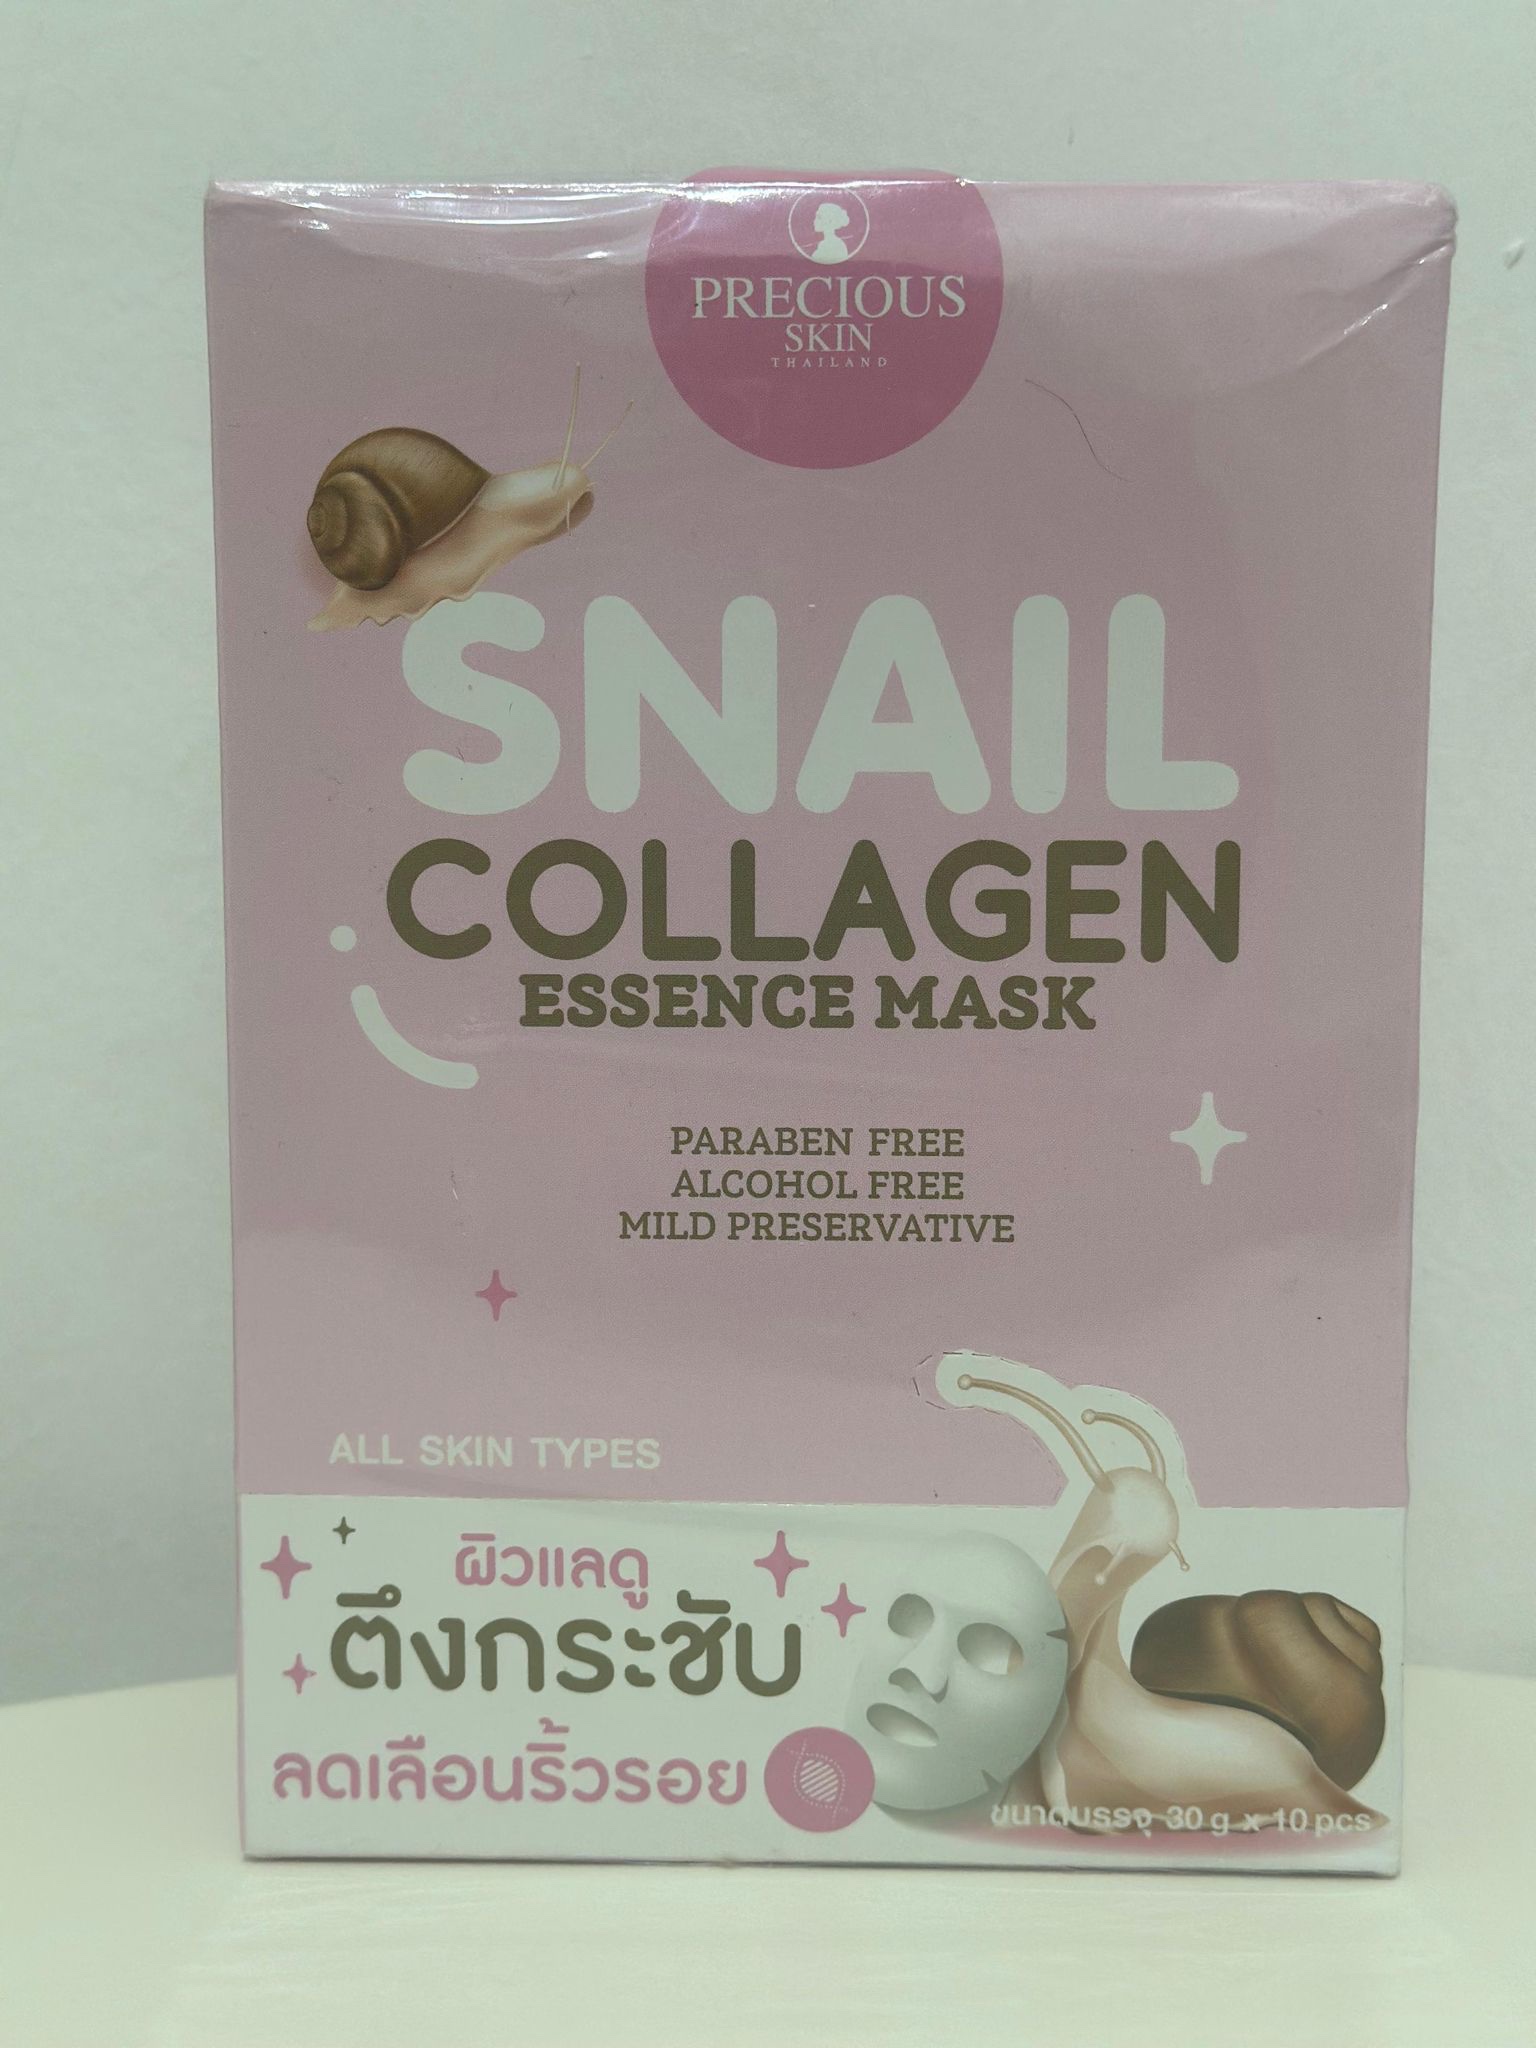 PRECIOUS
SKIN
THAILAND
SNAIL
COLLAGEN
ESSENCE MASK
PARABEN FREE
ALCOHOL FREE
MILD PRESERVATIVE
ALL SKIN TYPES
ผิวแลดู
ตึงกระชับ
ลดเลือนริ้วรอย
ขนาดบรรจุ 30 g x 10 pcs